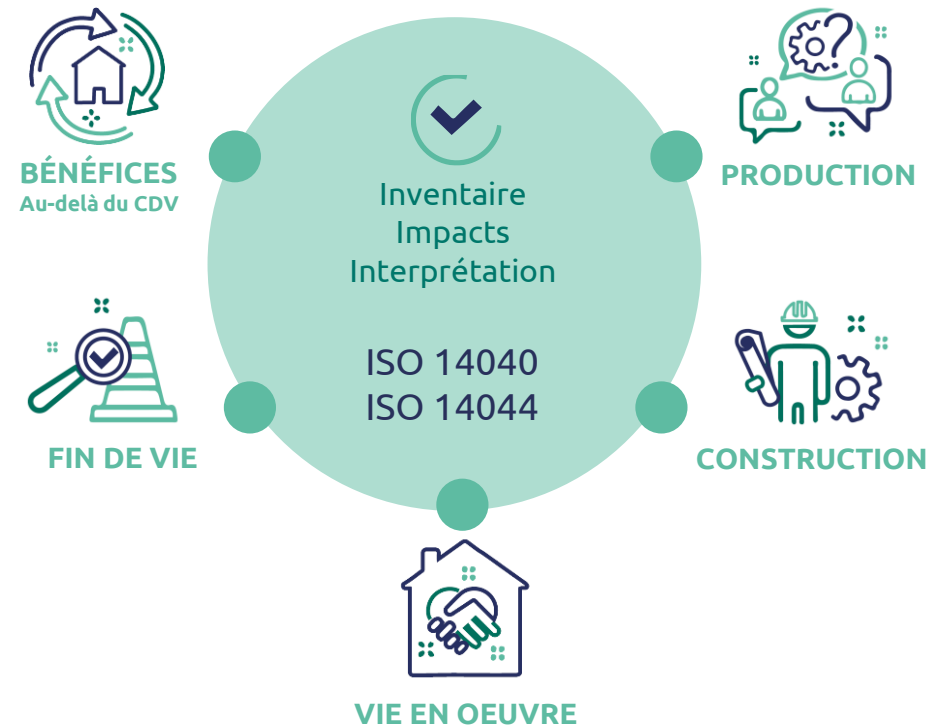 BÉNÉFICES
Au-delà du CDV
PRODUCTION
Inventaire
Impacts
Interprétation
ISO 14040
ISO 14044
FIN DE VIE
CONSTRUCTION
VIE EN OEUVRE